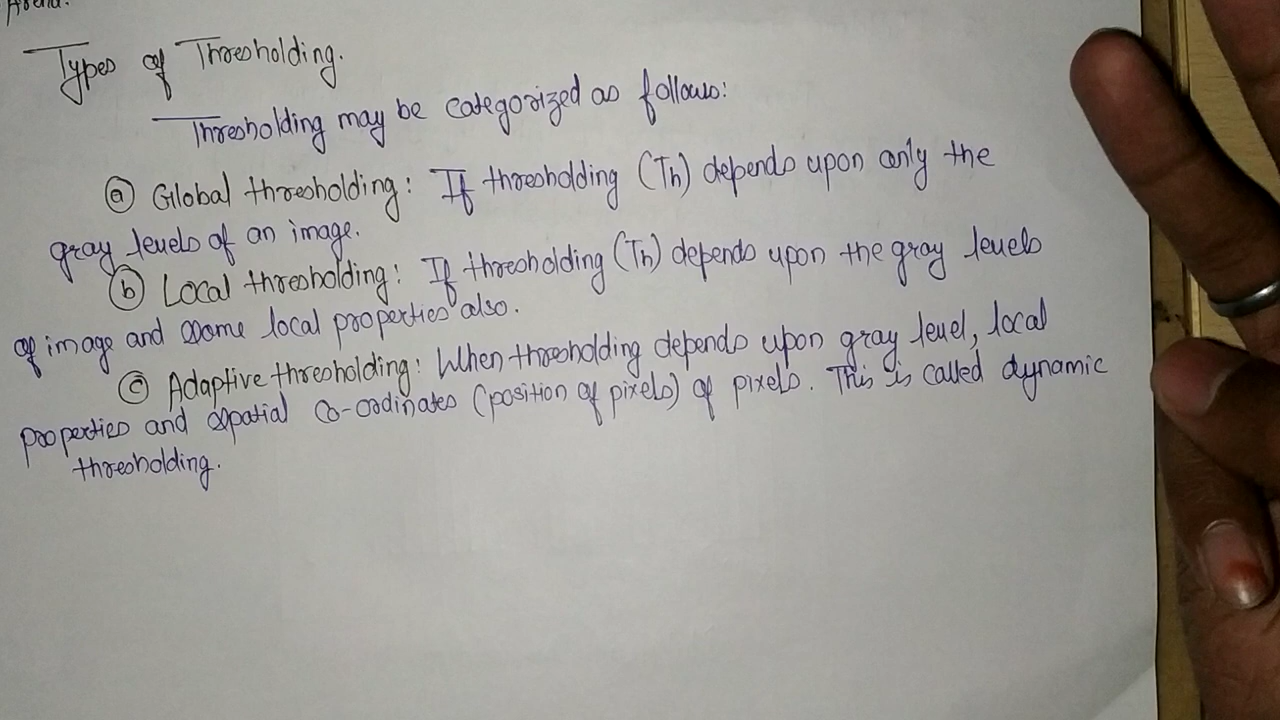 Types of Thresholding.
Thresholding may be categorized as follows:
(a) Global thresholding: If thresholding (Th) depends upon only the
gray levels of an image.
(b) Local thresholding: If thresholding (Th) depends upon the gray levels
of image and some local properties also.
(c) Adaptive thresholding: When thresholding depends upon gray level, local
properties and spatial co-ordinates (position of pixels) of pixels. This is called dynamic
thresholding.